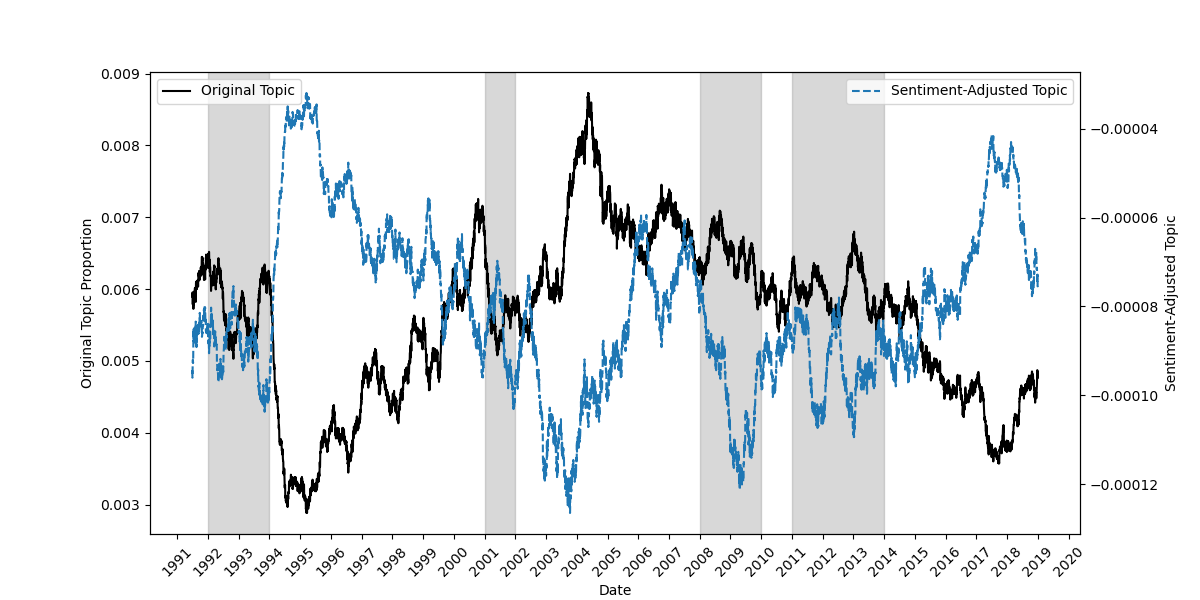 Original Topic
Sentiment-Adjusted Topic
0.009
0.008
0.007
0.006
0.005
0.004
0.003
Original Topic Proportion
−0.00004
−0.00006
−0.00008
−0.00010
−0.00012
Sentiment-Adjusted Topic
1991 1992 1993 1994 1995 1996 1997 1998 1999 2000 2001 2002 2003 2004 2005 2006 2007 2008 2009 2010 2011 2012 2013 2014 2015 2016 2017 2018 2019 2020
Date